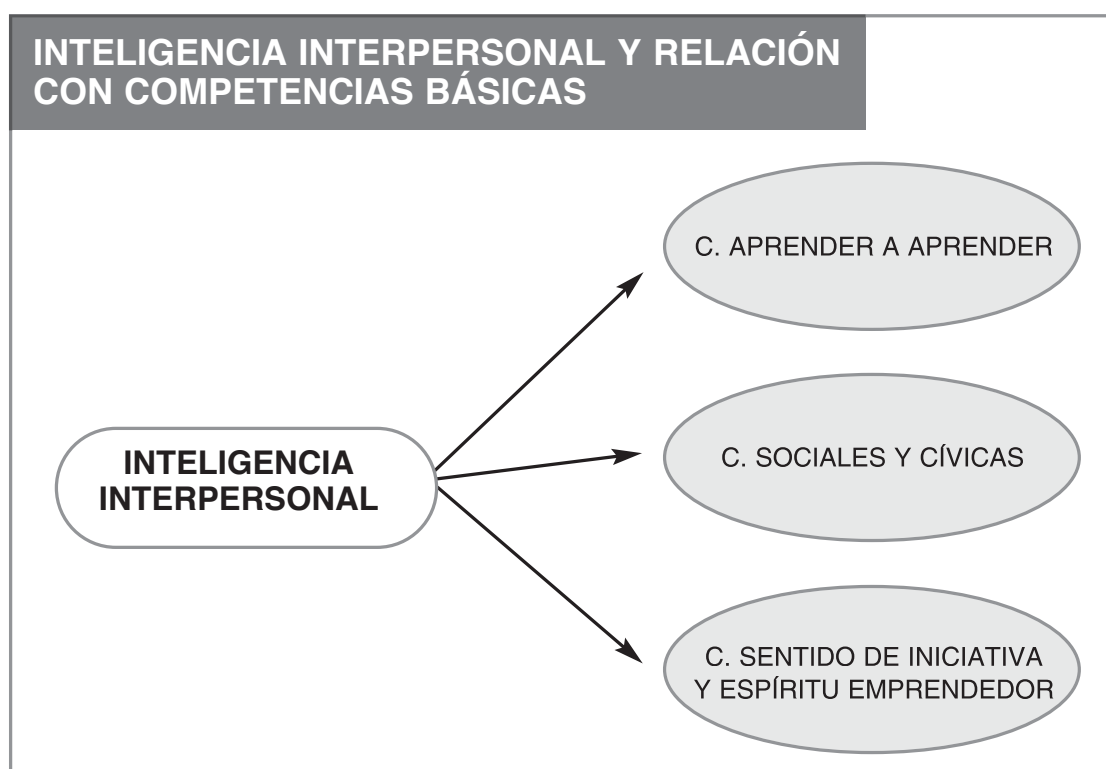 INTELIGENCIA INTERPERSONAL Y RELACIÓN
CON COMPETENCIAS BÁSICAS
C. APRENDER A APRENDER
INTELIGENCIA
INTERPERSONAL
C. SOCIALES Y CÍVICAS
C. SENTIDO DE INICIATIVA
Y ESPÍRITU EMPRENDEDOR